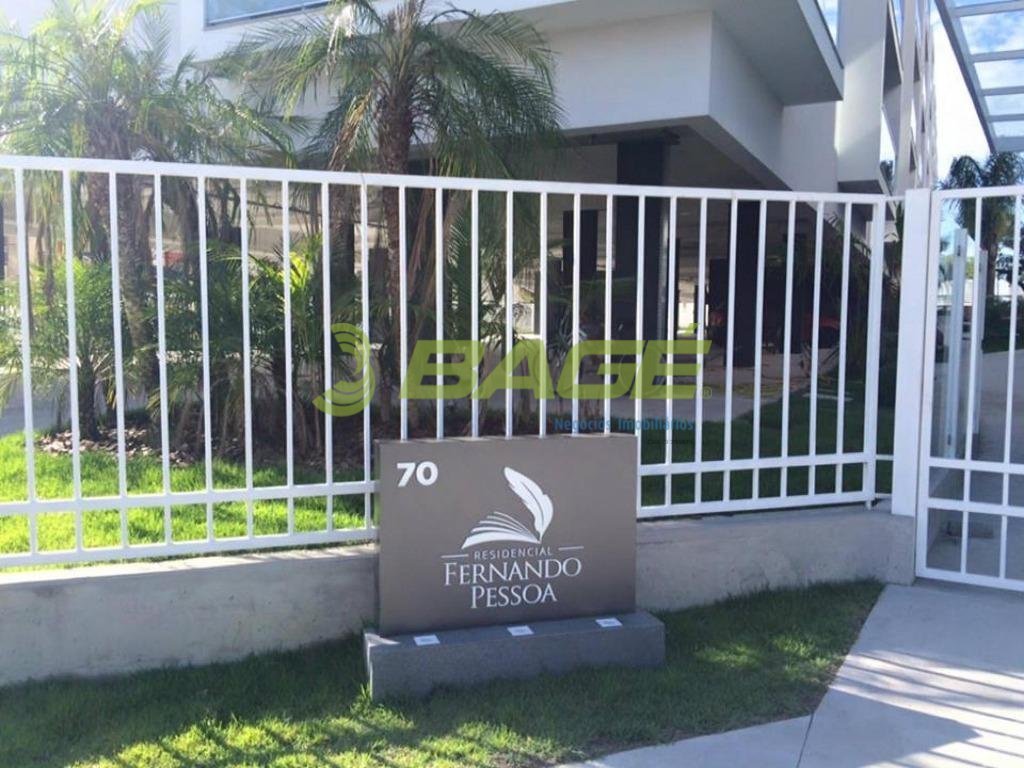 BAGÉ
Negócios Imobiliários
70
RESIDENCIAL
FERNANDO
PESSOA